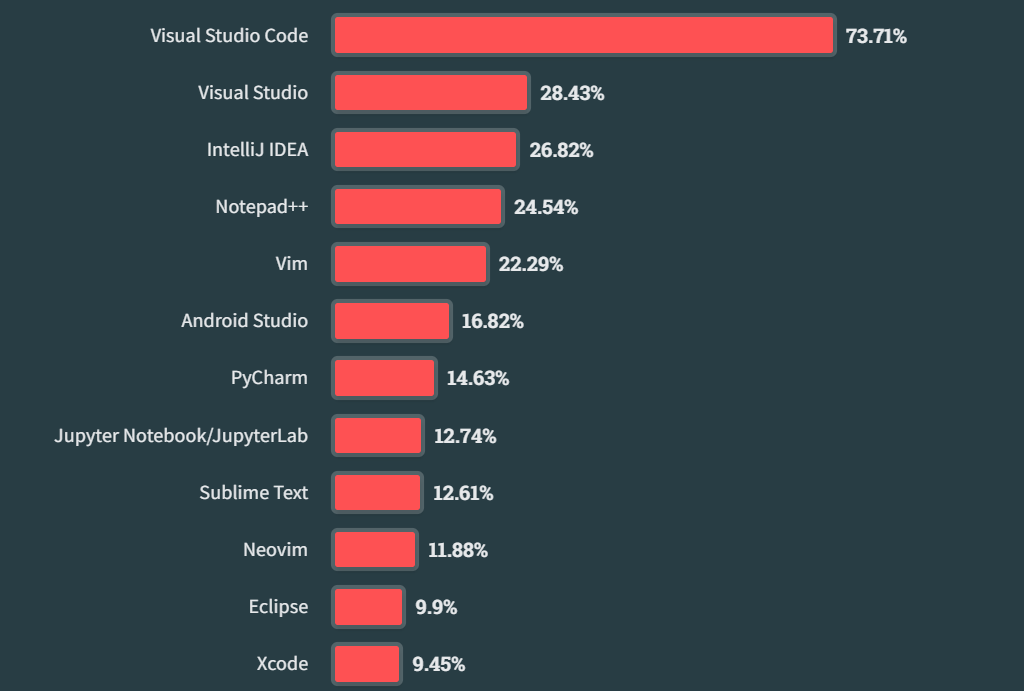 Visual Studio Code 73.71%
Visual Studio 28.43%
IntelliJ IDEA 26.82%
Notepad++ 24.54%
Vim 22.29%
Android Studio 16.82%
PyCharm 14.63%
Jupyter Notebook/JupyterLab 12.74%
Sublime Text 12.61%
Neovim 11.88%
Eclipse 9.9%
Xcode 9.45%